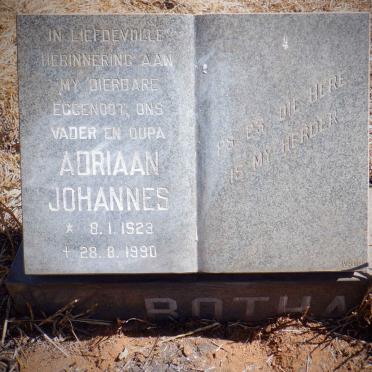 IN LIEFDEVOLLE
HERINNERING AAN
MY DIERBARE
EGGENOOT, ONS
VADER EN OUPA
ADRIAAN
JOHANNES
* 8.1.1923
+ 28.8.1990
PS. 23, DIE HERE
IS MY HERDER
BOTHA